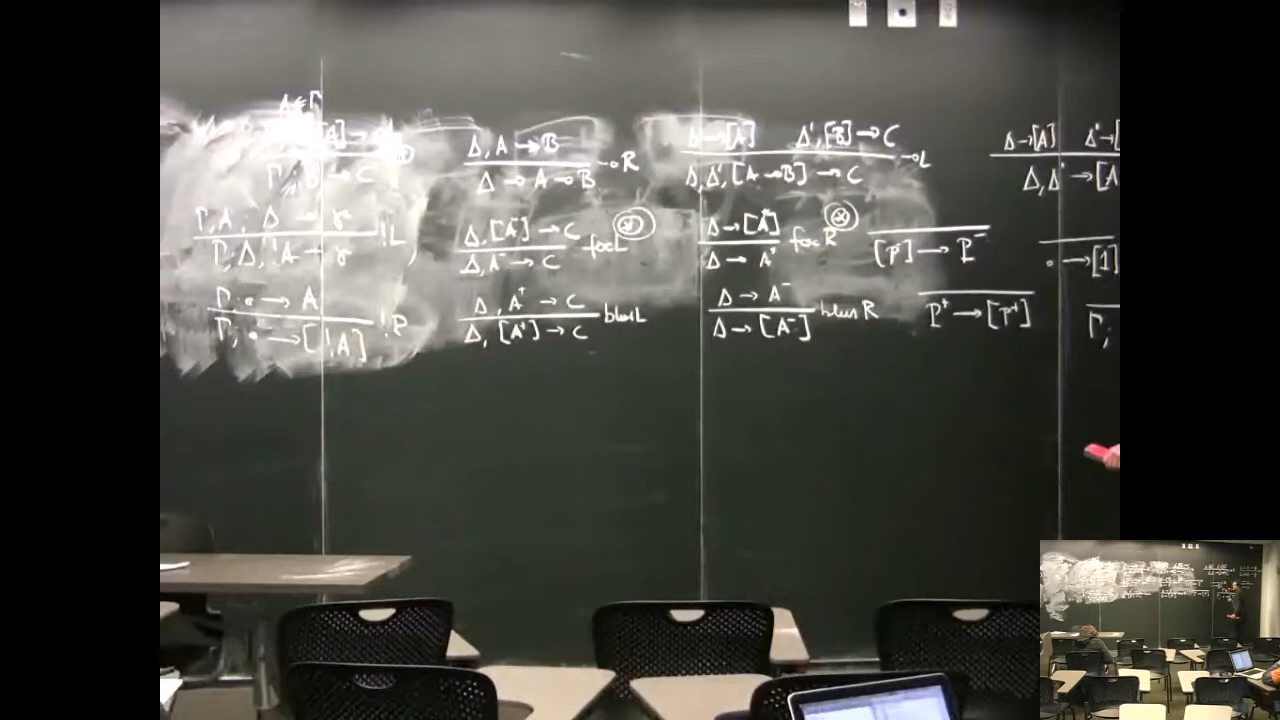 A ∈ Γ
[A] → C
Γ, → C
Γ, A; Δ → γ
Γ; Δ, !A → γ !L
Γ; • → A
Γ; • → [!A] !R
Δ, A → B
Δ → A ⊸ B ⊸R
Δ, [A⁻] → C
Δ, A⁻ → C focL (*)
Δ, A⁺ → C
Δ, [A⁺] → C blurL
Δ → [A] Δ', [B] → C
Δ, Δ', [A ⊸ B] → C ⊸L
Δ → [A⁺]
Δ → A⁺ focR (*)
Δ → A⁻
Δ → [A⁻] blurR
[P⁻] → P⁻
P⁺ → [P⁺]
Δ → [A] Δ' → [
Δ, Δ' → [A
• → [1]
Γ;